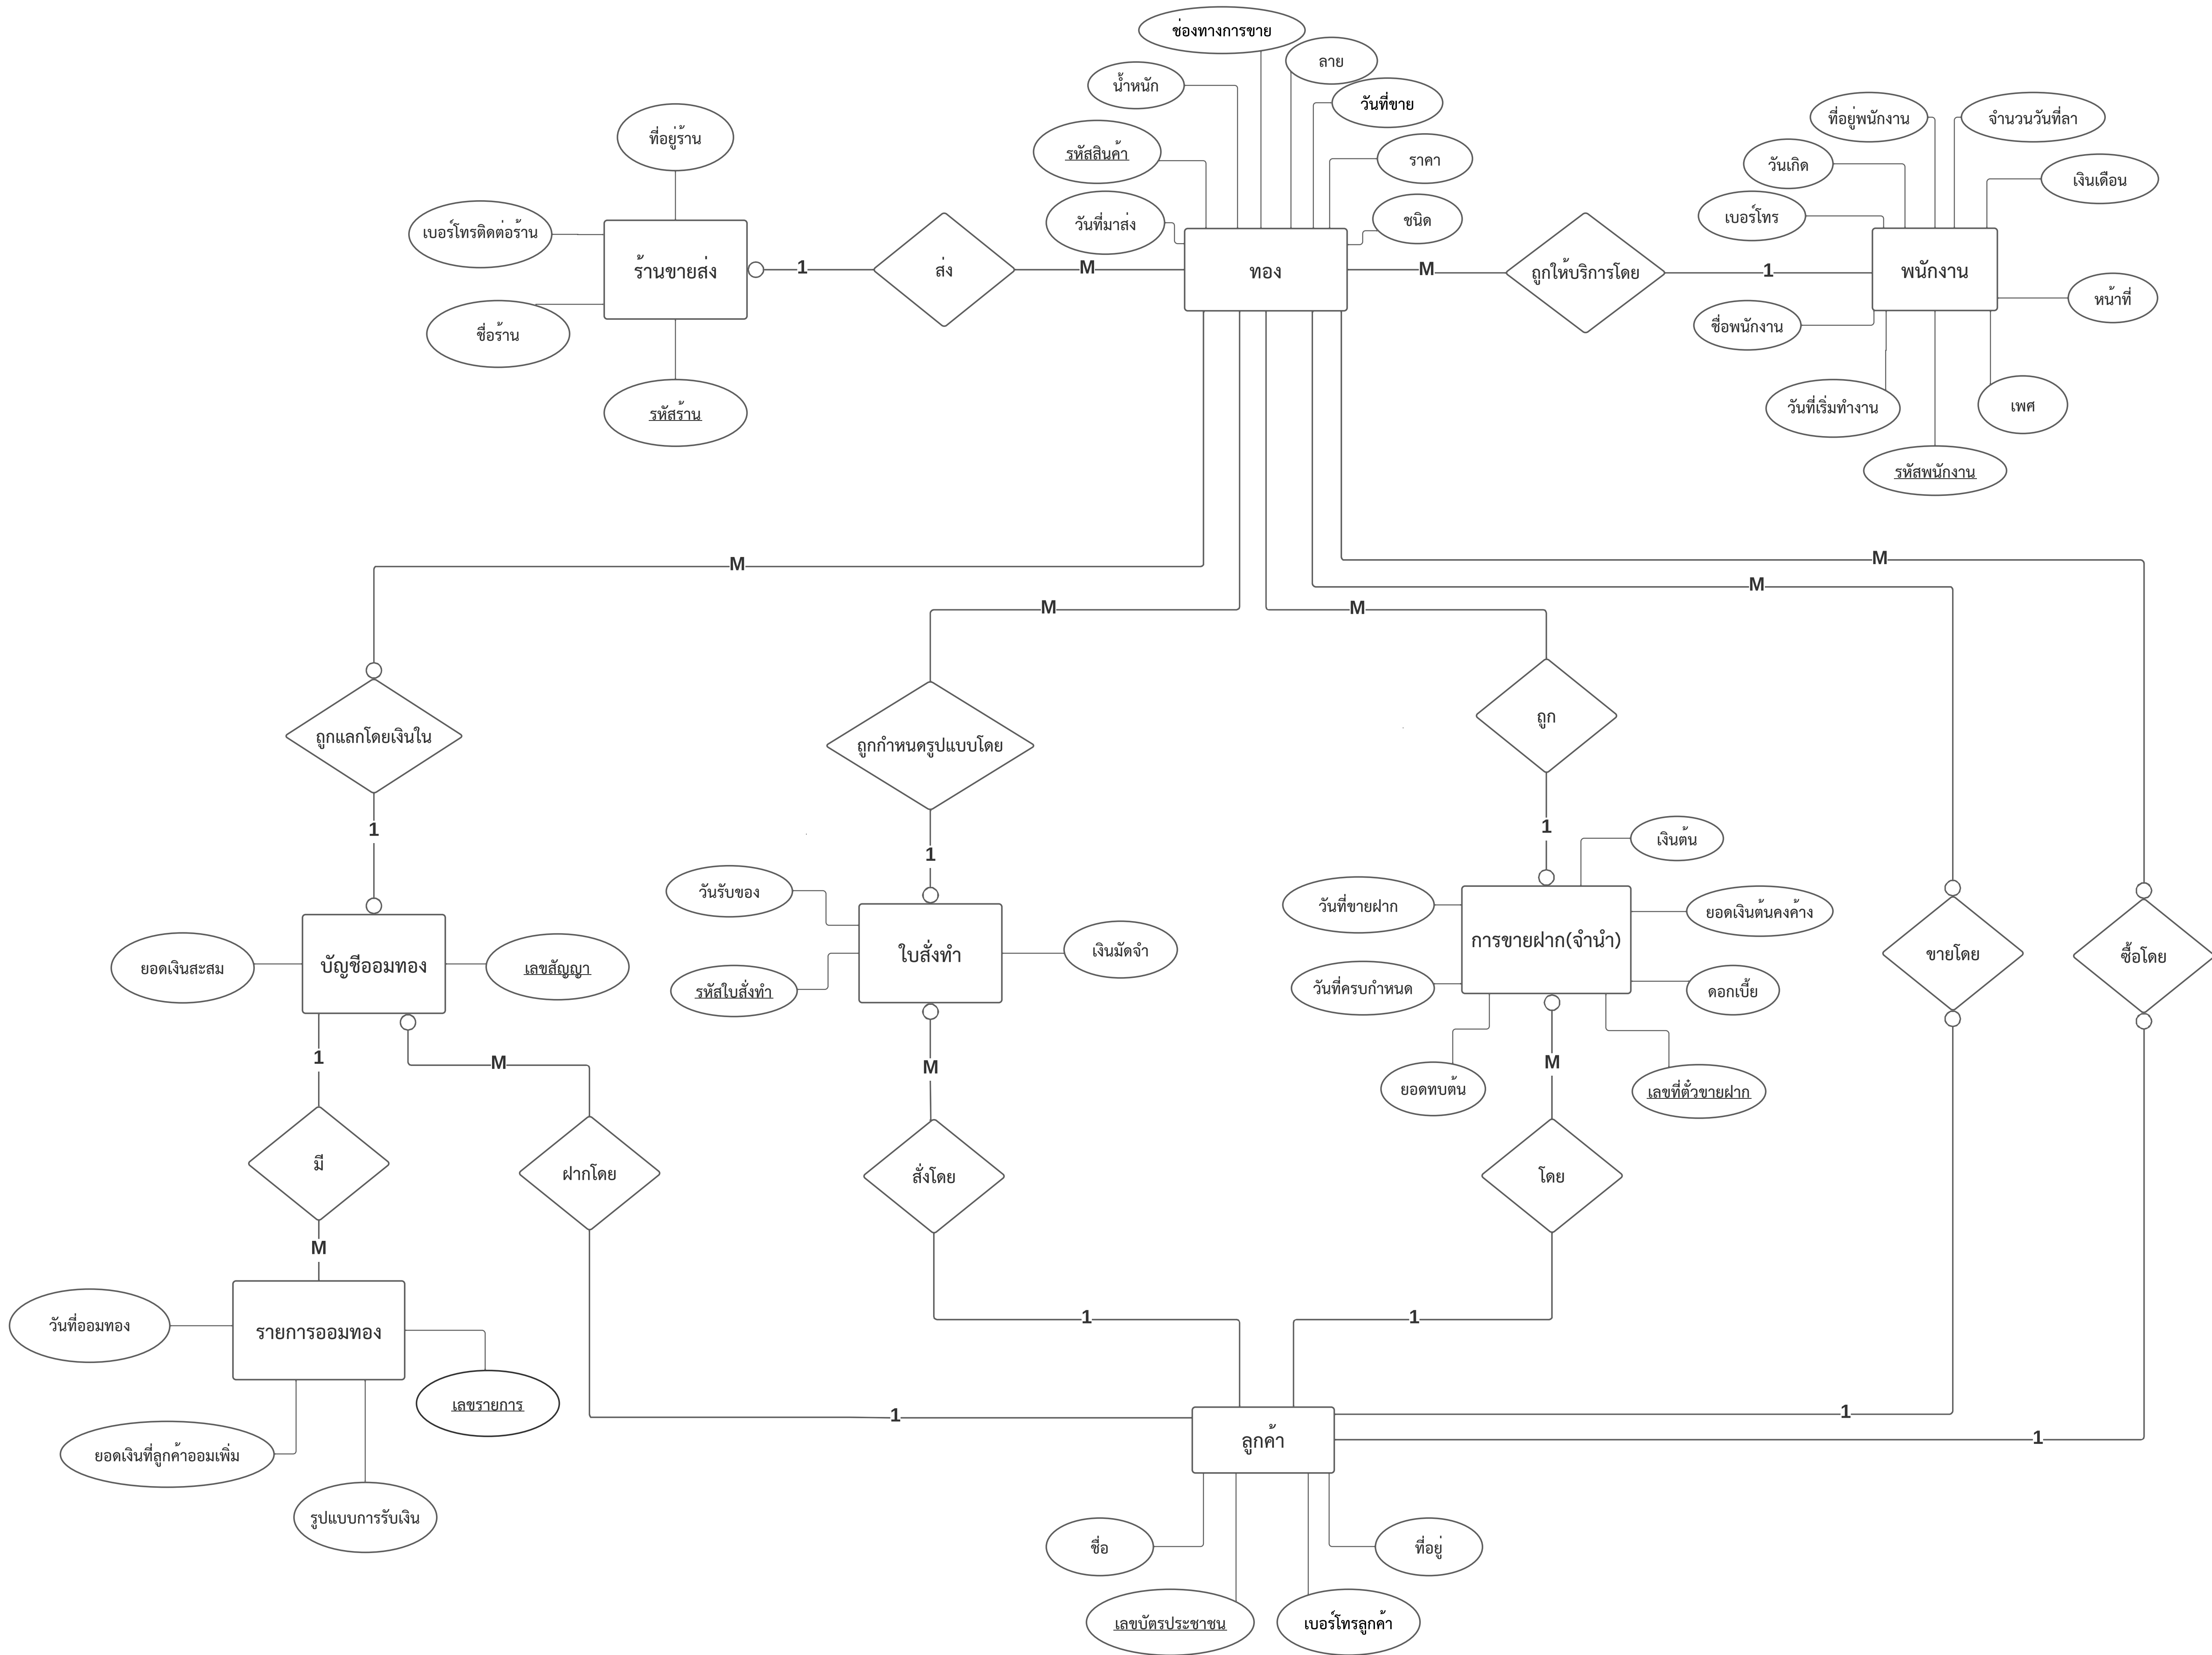 ช่องทางการขาย
ลาย
น้ำหนัก
วันที่ขาย
รหัสสินค้า
ราคา
วันที่มาส่ง
ชนิด
ที่อยู่ร้าน
เบอร์โทรติดต่อร้าน
ร้านขายส่ง
ชื่อร้าน
รหัสร้าน
1
ส่ง
M
ทอง
M
ถูกให้บริการโดย
1
พนักงาน
ที่อยู่พนักงาน
จำนวนวันที่ลา
วันเกิด
เงินเดือน
เบอร์โทร
หน้าที่
ชื่อพนักงาน
วันที่เริ่มทำงาน
เพศ
รหัสพนักงาน
M
M
M
M
M
ถูกแลกโดยเงินใน
ถูกกำหนดรูปแบบโดย
ถูก
1
1
1
เงินต้น
วันรับของ
ใบสั่งทำ
เงินมัดจำ
รหัสใบสั่งทำ
วันที่ขายฝาก
ยอดเงินต้นคงค้าง
การขายฝาก(จำนำ)
วันที่ครบกำหนด
ดอกเบี้ย
ยอดทบต้น
เลขที่ตั๋วขายฝาก
ขายโดย
ซื้อโดย
ยอดเงินสะสม
บัญชีออมทอง
เลขสัญญา
1
M
M
M
มี
ฝากโดย
สั่งโดย
โดย
M
วันที่ออมทอง
รายการออมทอง
เลขรายการ
ยอดเงินที่ลูกค้าออมเพิ่ม
รูปแบบการรับเงิน
1
1
1
1
1
ลูกค้า
ชื่อ
ที่อยู่
เลขบัตรประชาชน
เบอร์โทรลูกค้า